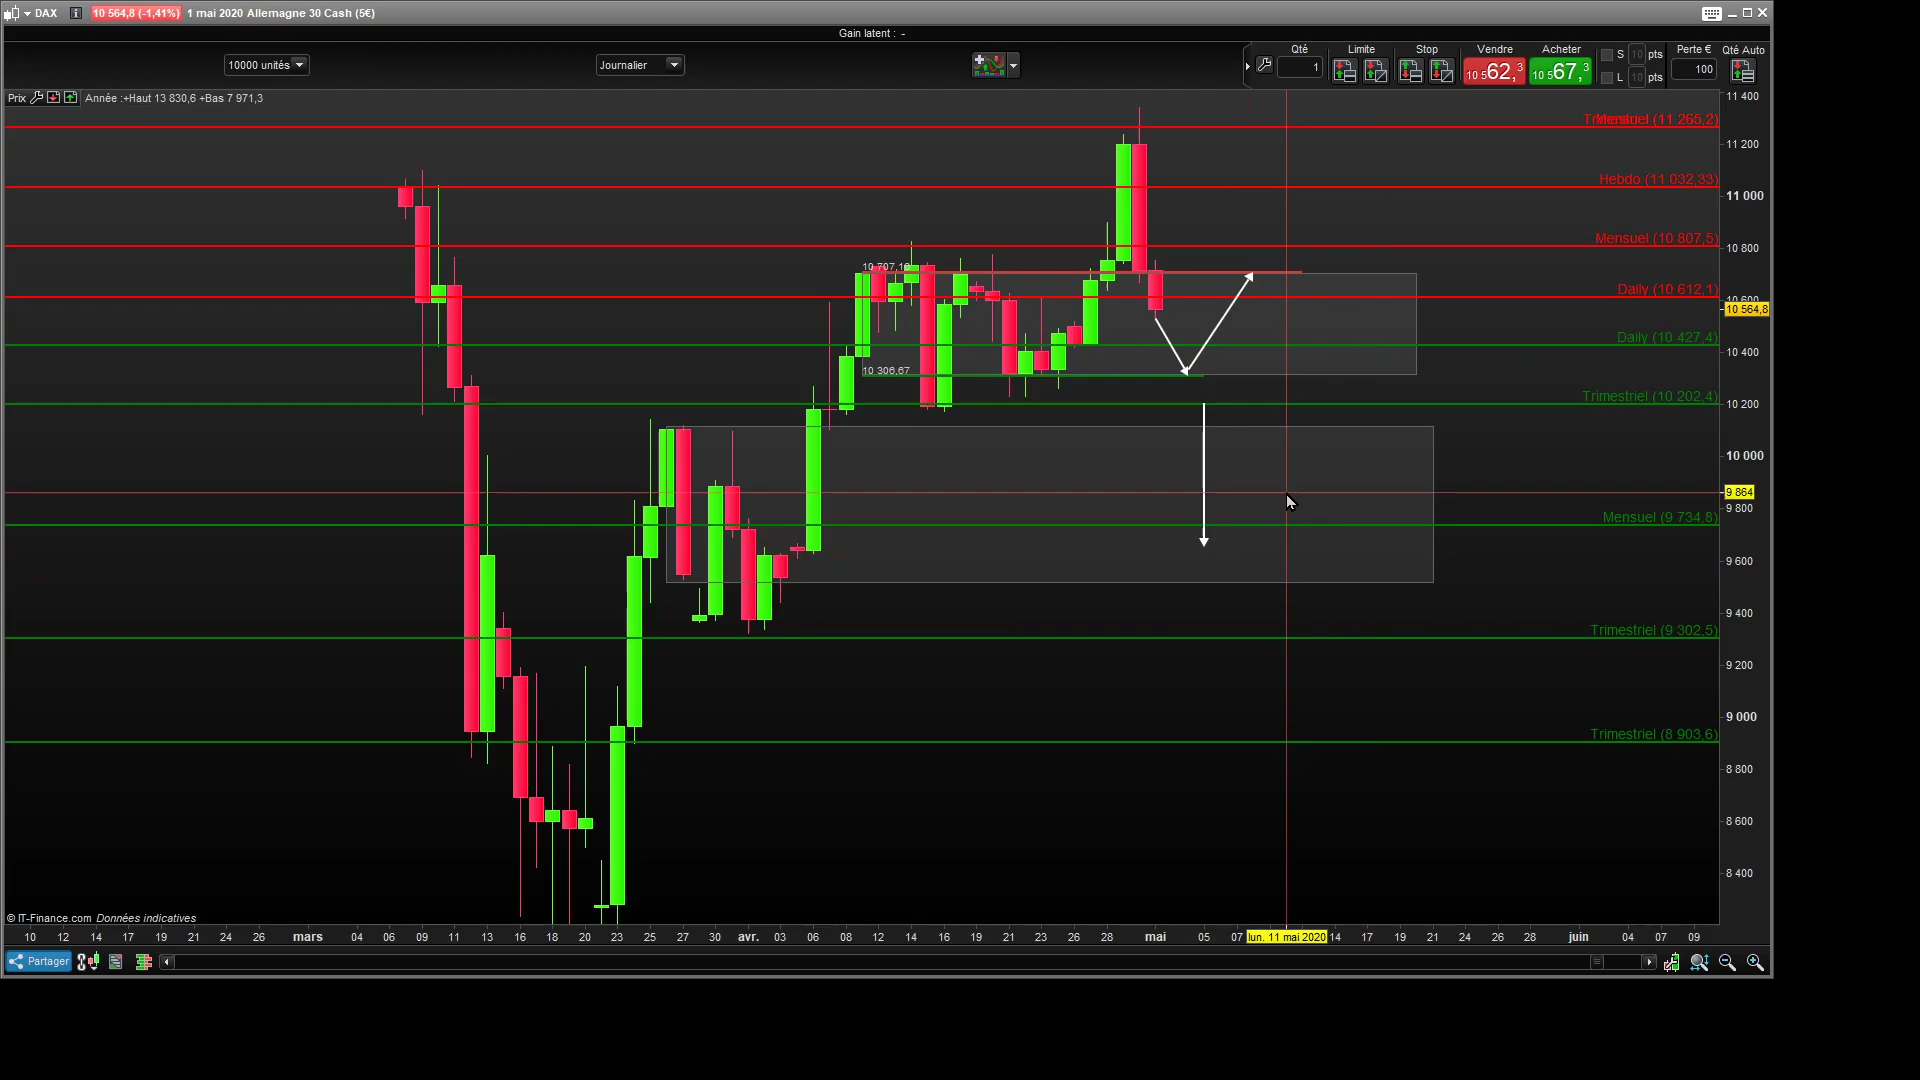 DAX 10 564,8 (-1,41%) 1 mai 2020 Allemagne 30 Cash (5€)
Gain latent : -
10000 unités
Journalier
Qté Limite Stop Vendre Acheter S 10 pts Perte € Qté Auto
1 10 562,3 10 567,3 L 10 pts 100
Prix Année :+Haut 13 830,6 +Bas 7 971,3
11 400
(11 265,2)
11 200
Hebdo (11 032,33)
11 000
Mensuel (10 807,5)
10 800
10 707,1
Daily (10 612,1)
10 600
10 564,8
Daily (10 427,4)
10 400
10 306,67
Trimestriel (10 202,4)
10 200
10 000
9 864
9 800
Mensuel (9 734,8)
9 600
9 400
Trimestriel (9 302,5)
9 200
9 000
Trimestriel (8 903,6)
8 800
8 600
8 400
© IT-Finance.com Données indicatives
10 12 14 17 19 21 24 26 mars 04 06 09 11 13 16 18 20 23 25 27 30 avr. 03 06 08 12 14 16 19 21 23 26 28 mai 05 07 lun. 11 mai 2020 14 17 19 21 24 26 28 juin 04 07 09
Partager